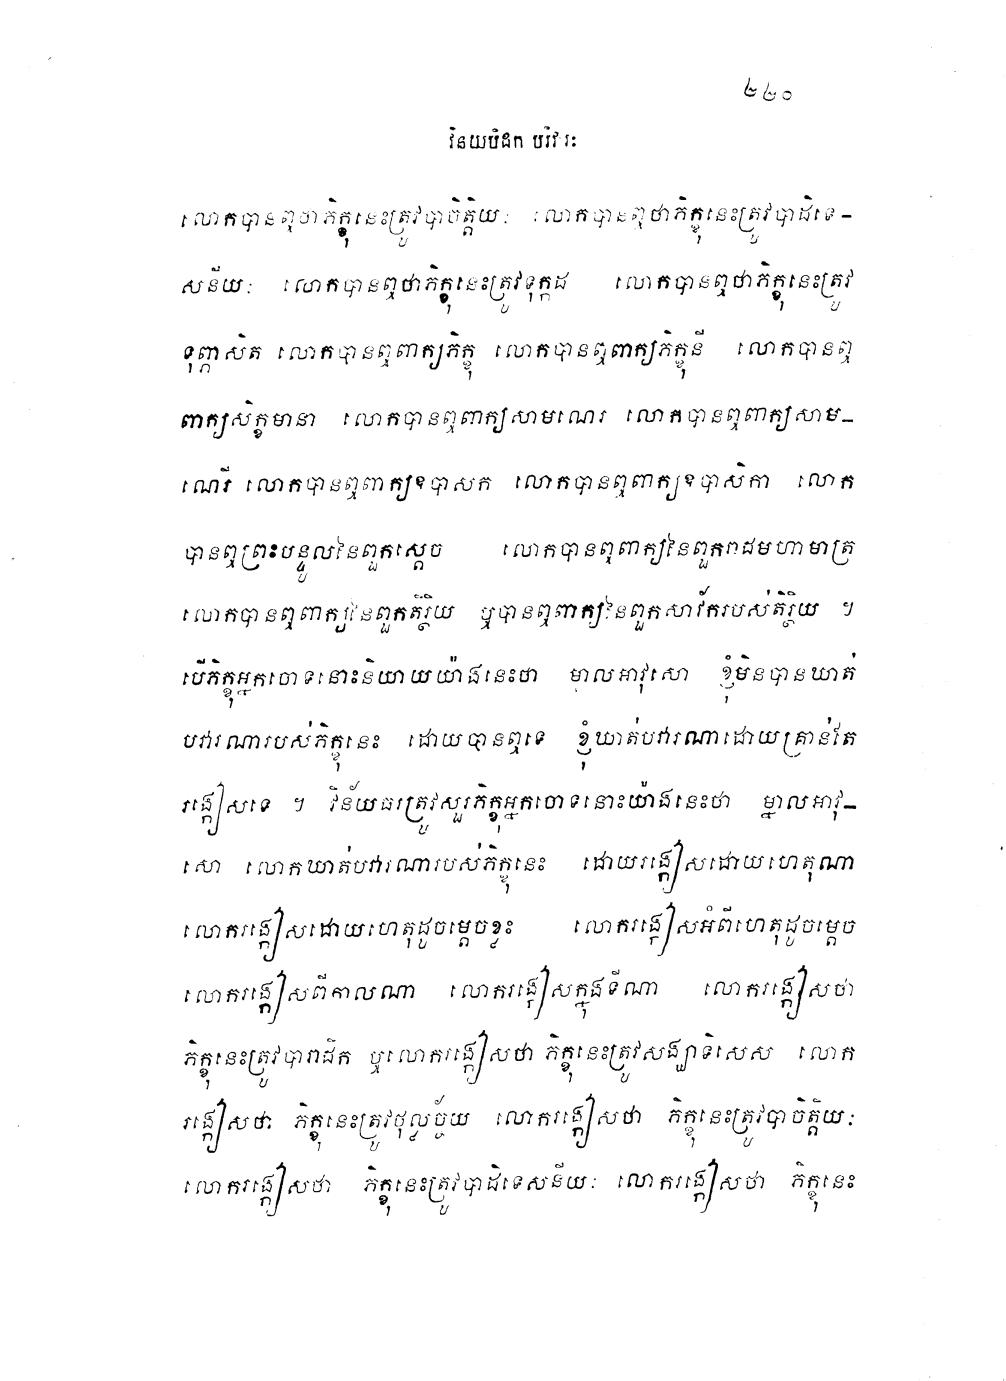 ២២០
វិនយបិដក បរិវារៈ
លោកបានឮថាភិក្ខុនេះត្រូវបាចិត្តិយៈ លោកបានឮថាភិក្ខុនេះត្រូវបាដិទេ–
សនីយៈ លោកបានឮថាភិក្ខុនេះត្រូវទុក្កដ លោកបានឮថាភិក្ខុនេះត្រូវ
ទុព្ភាសិត លោកបានឮពាក្យភិក្ខុ លោកបានឮពាក្យភិក្ខុនី លោកបានឮ
ពាក្យសិក្ខមានា លោកបានឮពាក្យសាមណេរ លោកបានឮពាក្យសាម–
ណេរី លោកបានឮពាក្យឧបាសក លោកបានឮពាក្យឧបាសិកា លោក
បានឮព្រះបន្ទូលនៃពួកស្តេច លោកបានឮពាក្យនៃពួករាជមហាមាត្រ
លោកបានឮពាក្យនៃពួកតិរ្ថិយ ឬបានឮពាក្យនៃពួកសាវ័ករបស់តិរ្ថិយ ។
បើភិក្ខុអ្នកចោទនោះនិយាយយ៉ាងនេះថា ម្នាលអាវុសោ ខ្ញុំមិនបានឃាត់
បវារណារបស់ភិក្ខុនេះ ដោយបានឮទេ ខ្ញុំឃាត់បវារណាដោយគ្រាន់តែ
រង្កៀសទេ ។ វិន័យធរត្រូវសួរភិក្ខុអ្នកចោទនោះយ៉ាងនេះថា ម្នាលអាវុ–
សោ លោកឃាត់បវារណារបស់ភិក្ខុនេះ ដោយរង្កៀសដោយហេតុណា
លោករង្កៀសដោយហេតុដូចម្តេចខ្លះ លោករង្កៀសអំពីហេតុដូចម្តេច
លោករង្កៀសពីកាលណា លោករង្កៀសក្នុងទីណា លោករង្កៀសថា
ភិក្ខុនេះត្រូវបារាជិក ឬលោករង្កៀសថា ភិក្ខុនេះត្រូវសង្ឃាទិសេស លោក
រង្កៀសថា ភិក្ខុនេះត្រូវថុល្លច្ច័យ លោករង្កៀសថា ភិក្ខុនេះត្រូវបាចិត្តិយៈ
លោករង្កៀសថា ភិក្ខុនេះត្រូវបាដិទេសនីយៈ លោករង្កៀសថា ភិក្ខុនេះ